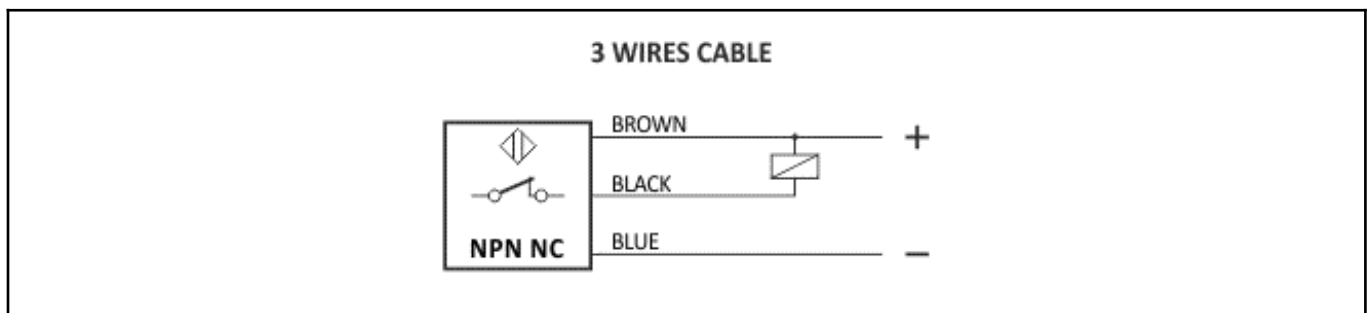 3 WIRES CABLE
BROWN
+
BLACK
NPN NC
BLUE
−